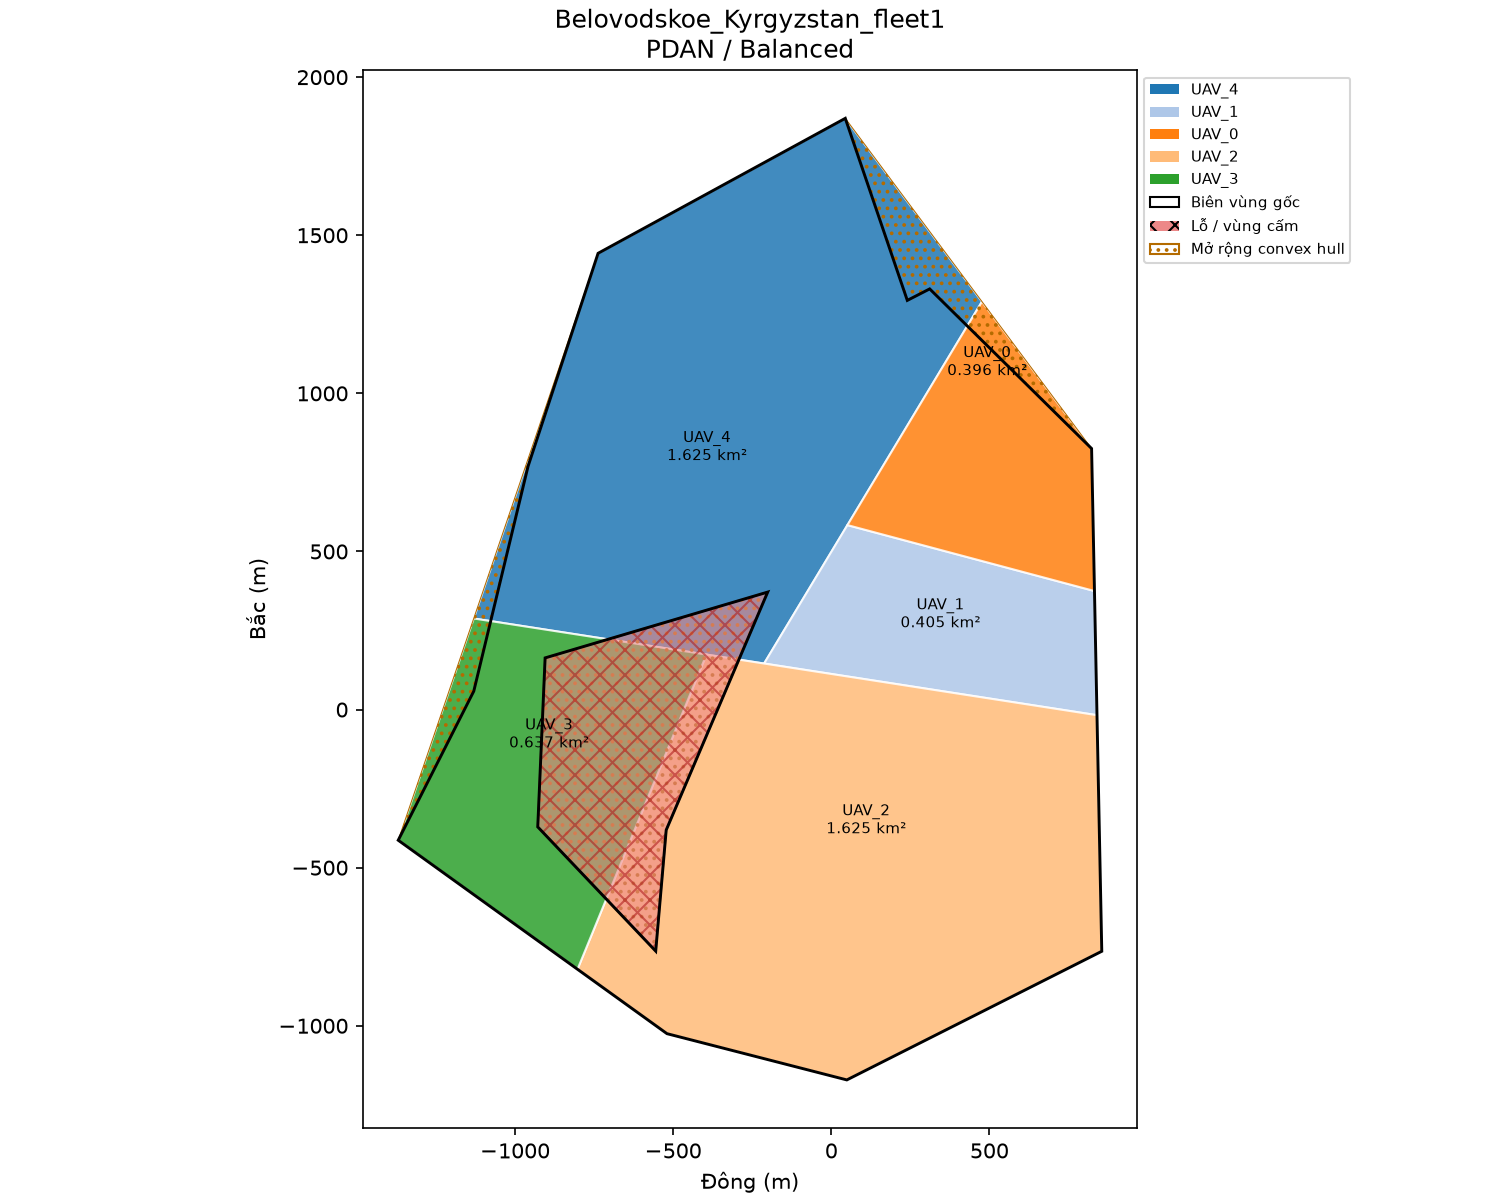 Belovodskoe_Kyrgyzstan_fleet1
PDAN / Balanced
2000
1500
1000
500
0
−500
−1000
Bắc (m)
−1000
−500
0
500
Đông (m)
UAV_4
1.625 km²
UAV_0
0.396 km²
UAV_1
0.405 km²
UAV_3
0.637 km²
UAV_2
1.625 km²
UAV_4
UAV_1
UAV_0
UAV_2
UAV_3
Biên vùng gốc
Lỗ / vùng cấm
Mở rộng convex hull